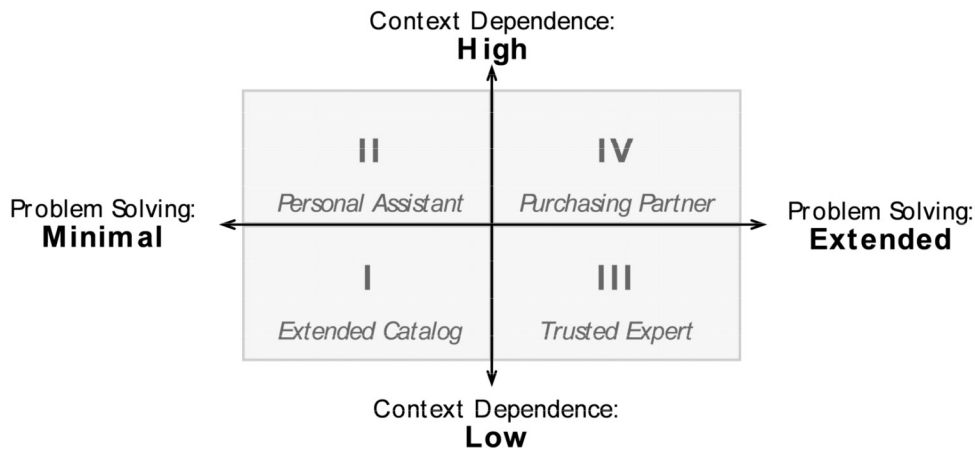 Context Dependence:
High
II
IV
Personal Assistant
Purchasing Partner
Problem Solving:
Minimal
Problem Solving:
Extended
I
III
Extended Catalog
Trusted Expert
Context Dependence:
Low